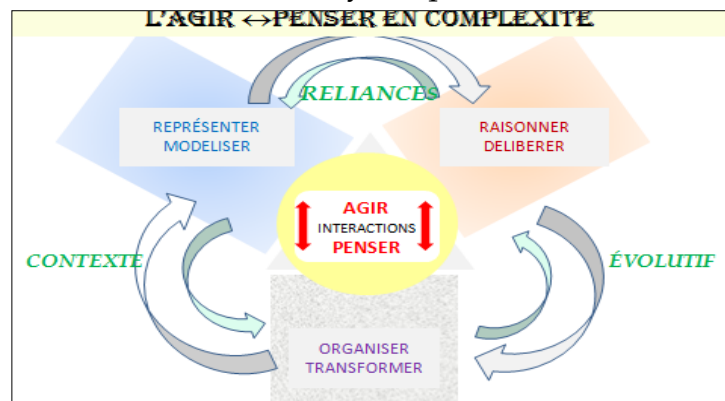 L'AGIR ↔PENSER EN COMPLEXITE
RELIANCES
REPRÉSENTER
MODELISER
RAISONNER
DELIBERER
AGIR
INTERACTIONS
PENSER
CONTEXTE
ÉVOLUTIF
ORGANISER
TRANSFORMER